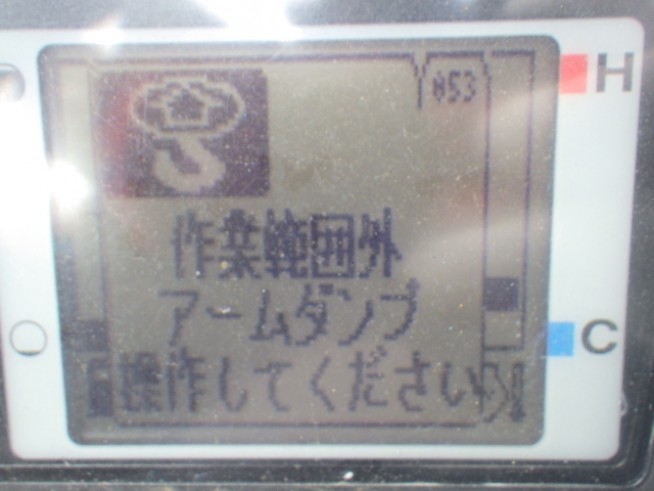 053
H
作業範囲外
アームダンプ
C
操作してください